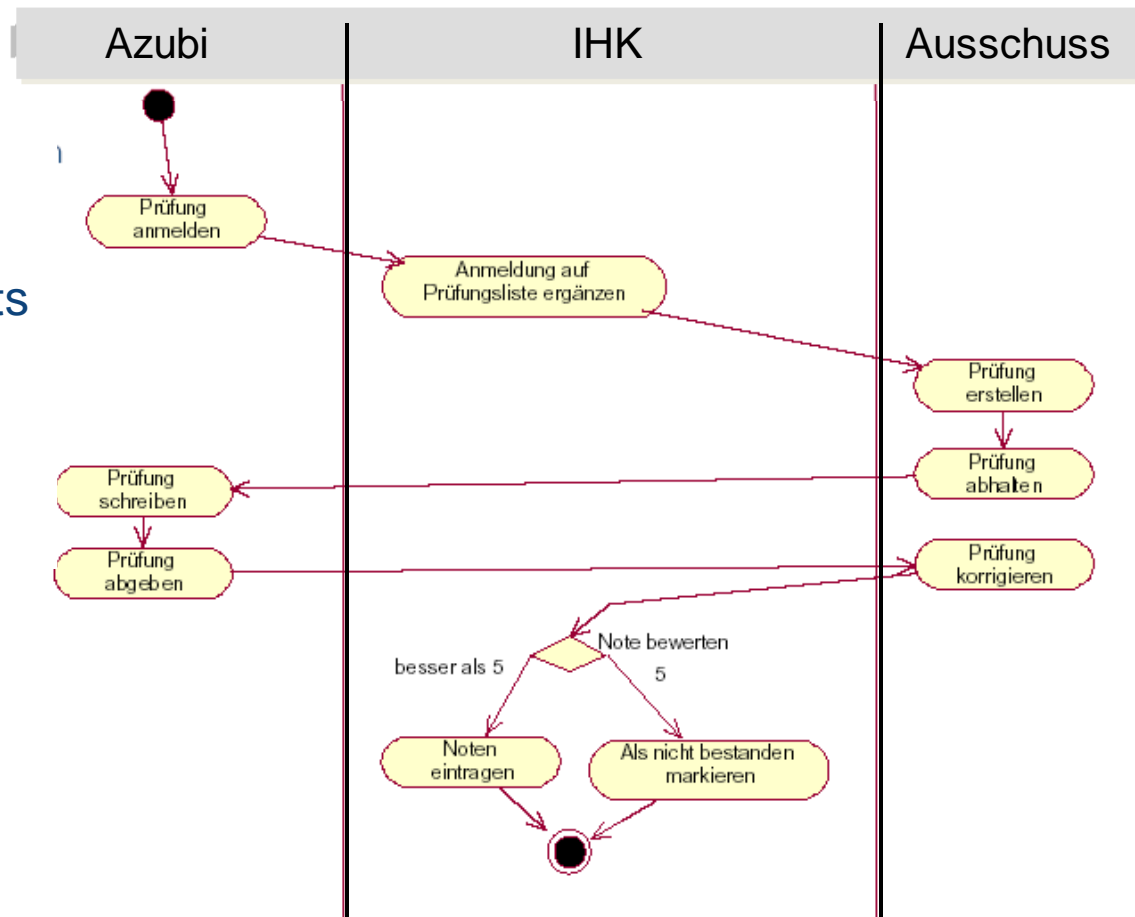 Azubi
IHK
Ausschuss
Prüfung
anmelden
Anmeldung auf
Prüfungsliste ergänzen
ts
Prüfung
erstellen
Prüfung
abhalten
Prüfung
schreiben
Prüfung
abgeben
Prüfung
korrigieren
Note bewerten
besser als 5
5
Noten
eintragen
Als nicht bestanden
markieren